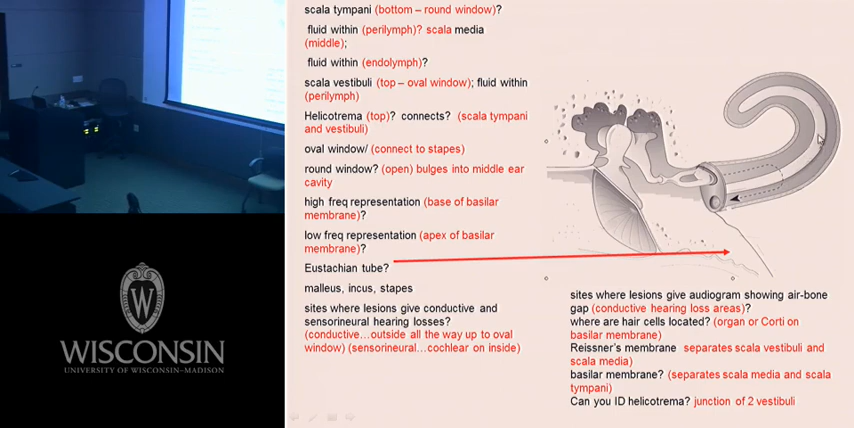 scala tympani (bottom – round window)?
fluid within (perilymph)? scala media
(middle);
fluid within (endolymph)?
scala vestibuli (top – oval window); fluid within
(perilymph)
Helicotrema (top)? connects? (scala tympani
and vestibuli)
oval window/ (connect to stapes)
round window? (open) bulges into middle ear
cavity
high freq representation (base of basilar
membrane)?
low freq representation (apex of basilar
membrane)?
Eustachian tube?
malleus, incus, stapes
sites where lesions give conductive and
sensorineural hearing losses?
(conductive…outside all the way up to oval
window) (sensorineural…cochlear on inside)
sites where lesions give audiogram showing air-bone
gap (conductive hearing loss areas)?
where are hair cells located? (organ or Corti on
basilar membrane)
Reissner's membrane separates scala vestibuli and
scala media)
basilar membrane? (separates scala media and scala
tympani)
Can you ID helicotrema? junction of 2 vestibuli
W
WISCONSIN
UNIVERSITY OF WISCONSIN–MADISON